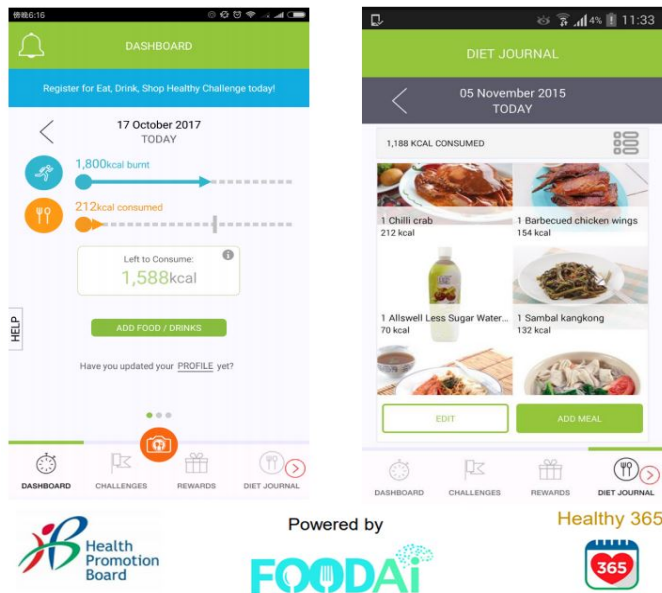 傍晚6:16
DASHBOARD
Register for Eat, Drink, Shop Healthy Challenge today!
17 October 2017
TODAY
1,800kcal burnt
212kcal consumed
Left to Consume:
1,588kcal
ADD FOOD / DRINKS
HELP
Have you updated your PROFILE yet?
DASHBOARD
CHALLENGES
REWARDS
DIET JOURNAL
4% 11:33
DIET JOURNAL
05 November 2015
TODAY
1,188 KCAL CONSUMED
1 Chilli crab
212 kcal
1 Barbecued chicken wings
154 kcal
1 Allswell Less Sugar Water...
70 kcal
1 Sambal kangkong
132 kcal
EDIT
ADD MEAL
DASHBOARD
CHALLENGES
REWARDS
DIET JOURNAL
Health
Promotion
Board
Powered by
FOODAi
Healthy 365
365